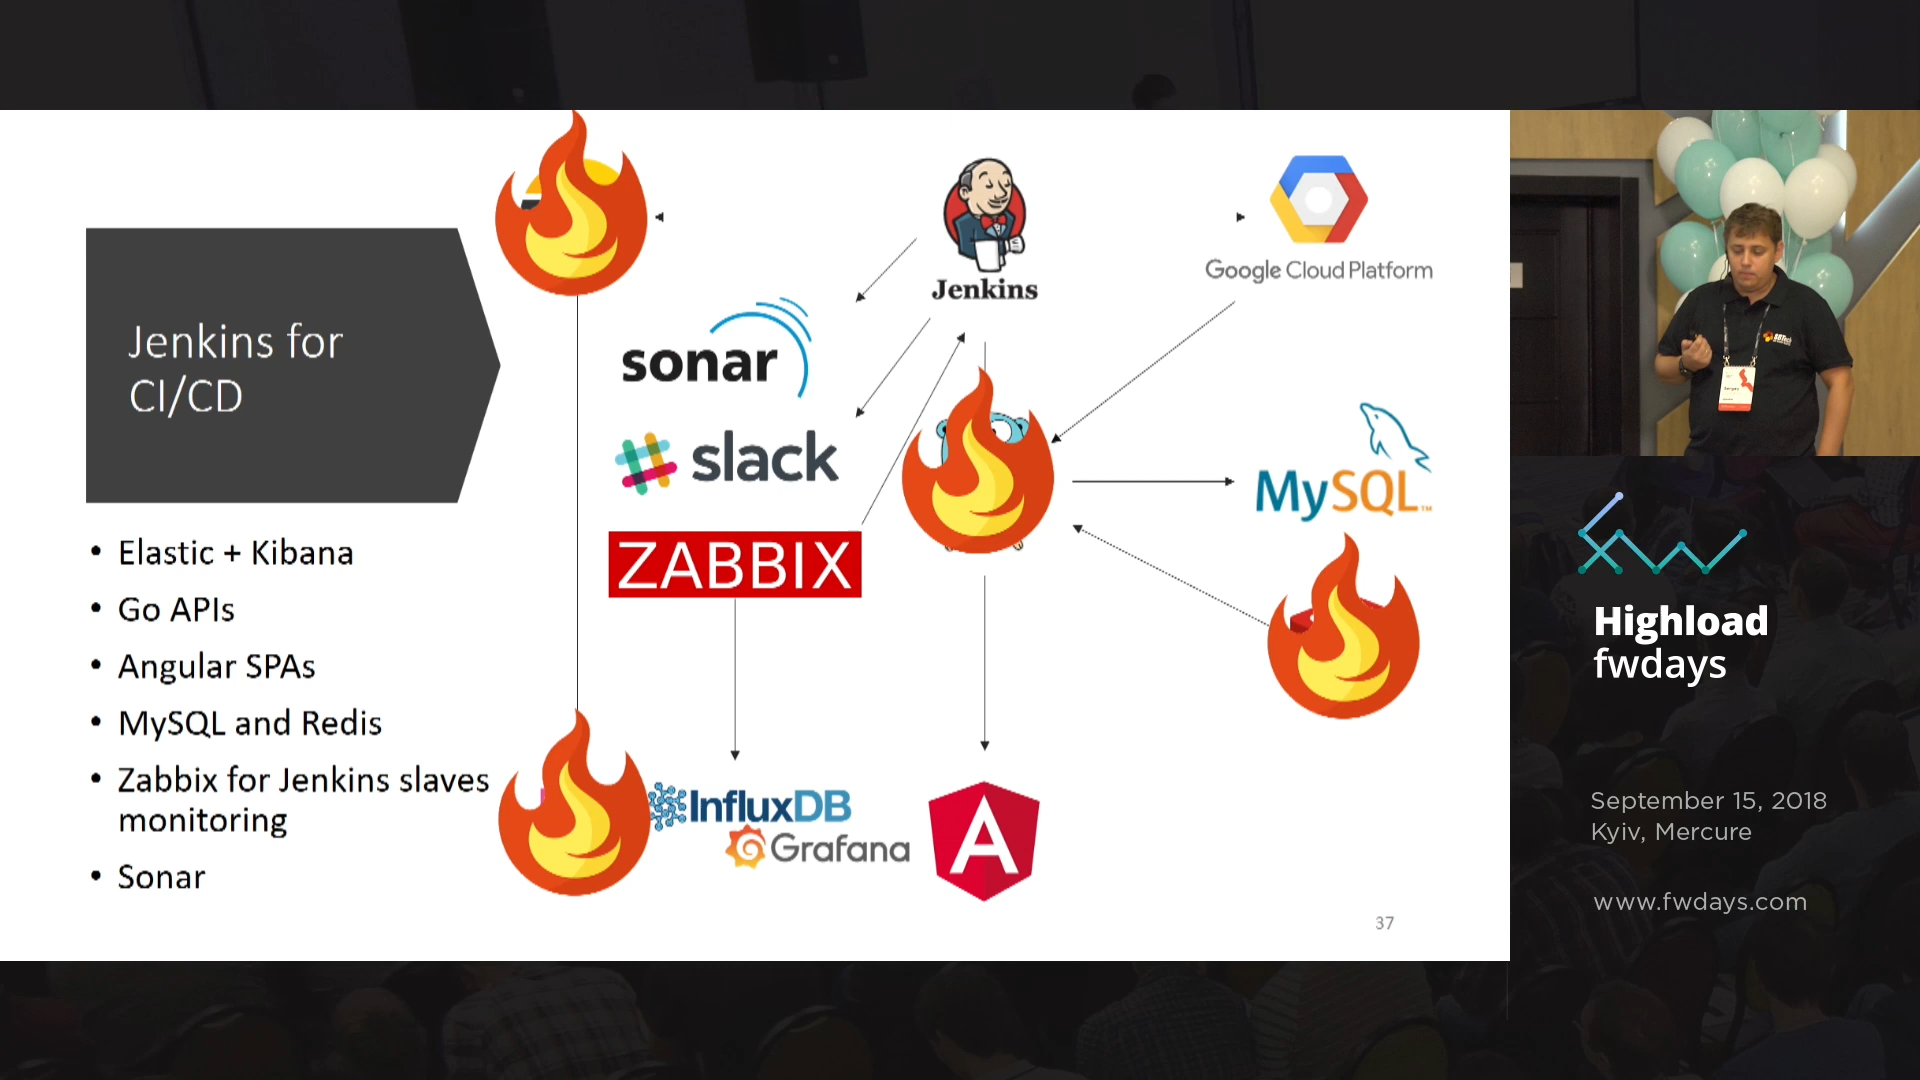 Jenkins for
CI/CD
• Elastic + Kibana
• Go APIs
• Angular SPAs
• MySQL and Redis
• Zabbix for Jenkins slaves
monitoring
• Sonar
Jenkins
Google Cloud Platform
sonar
slack
ZABBIX
MySQL™
InfluxDB
Grafana
A
37
SBTech
Highload
fwdays
September 15, 2018
Kyiv, Mercure
www.fwdays.com